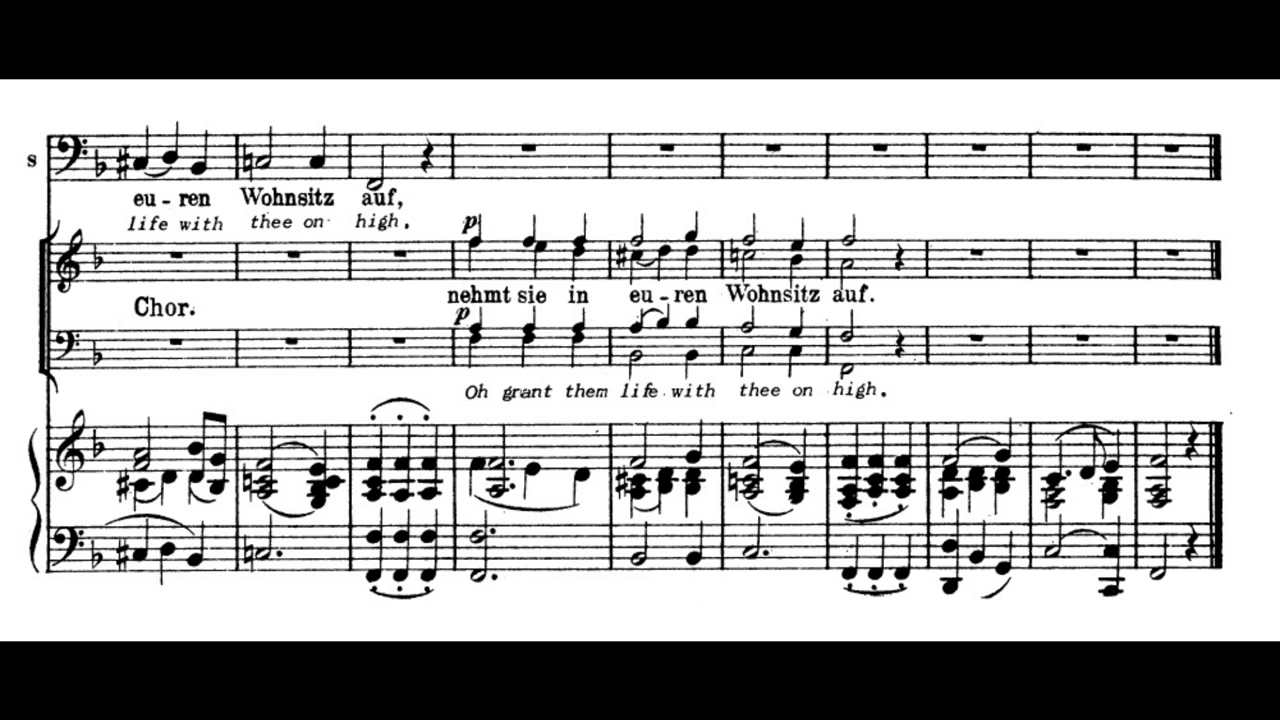 s
eu - ren Wohnsitz auf,
life with thee on high.
p
nehmt sie in eu - ren Wohnsitz auf.
Chor.
p
Oh grant them life with thee on high.